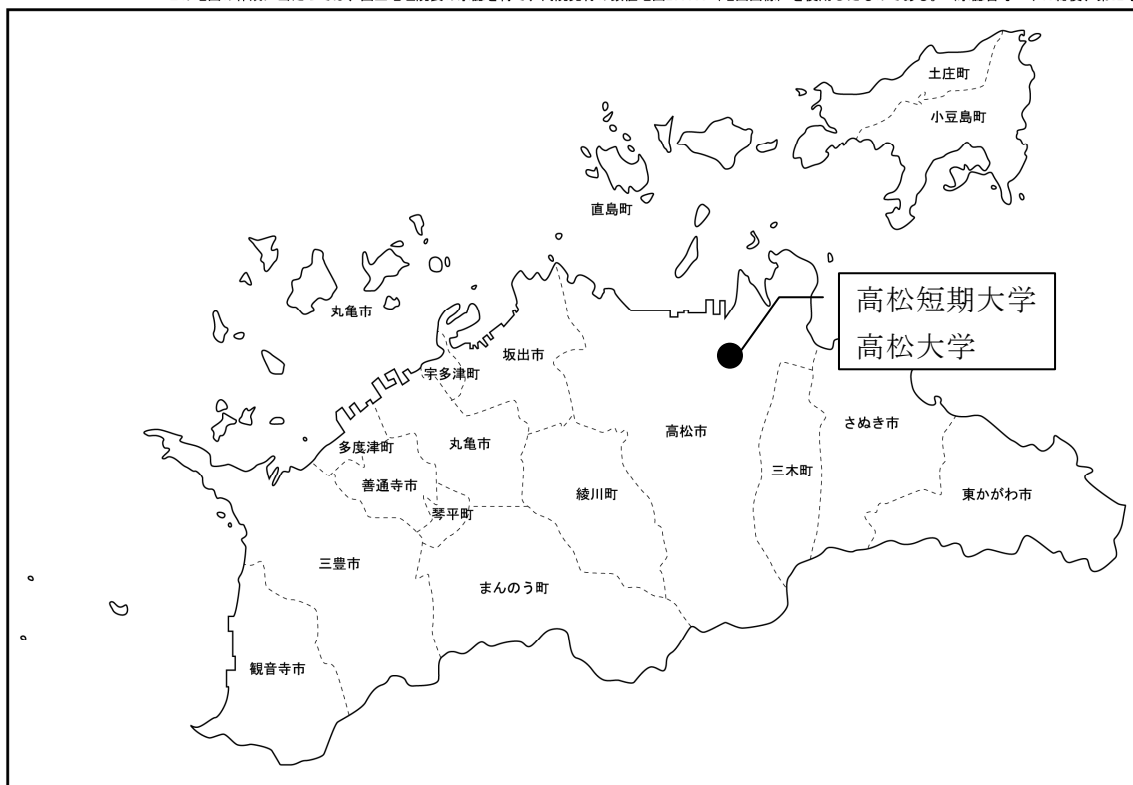 土庄町
小豆島町
直島町
高松短期大学
高松大学
丸亀市
坂出市
宇多津町
さぬき市
高松市
多度津町
丸亀市
三木町
善通寺市
綾川町
東かがわ市
琴平町
三豊市
まんのう町
観音寺市